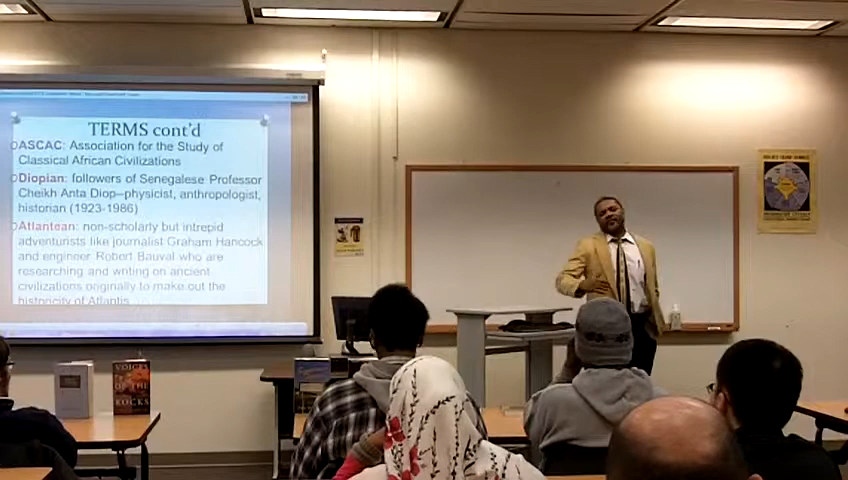 TERMS cont'd
ASCAC: Association for the Study of
Classical African Civilizations
Diopian: followers of Senegalese Professor
Cheikh Anta Diop–physicist, anthropologist,
historian (1923-1986)
Atlantean: non-scholarly but intrepid
adventurists like journalist Graham Hancock
and engineer Robert Bauval who are
researching and writing on ancient
civilizations originally to make out the
historicity of Atlantis
VOICES
ROCKS